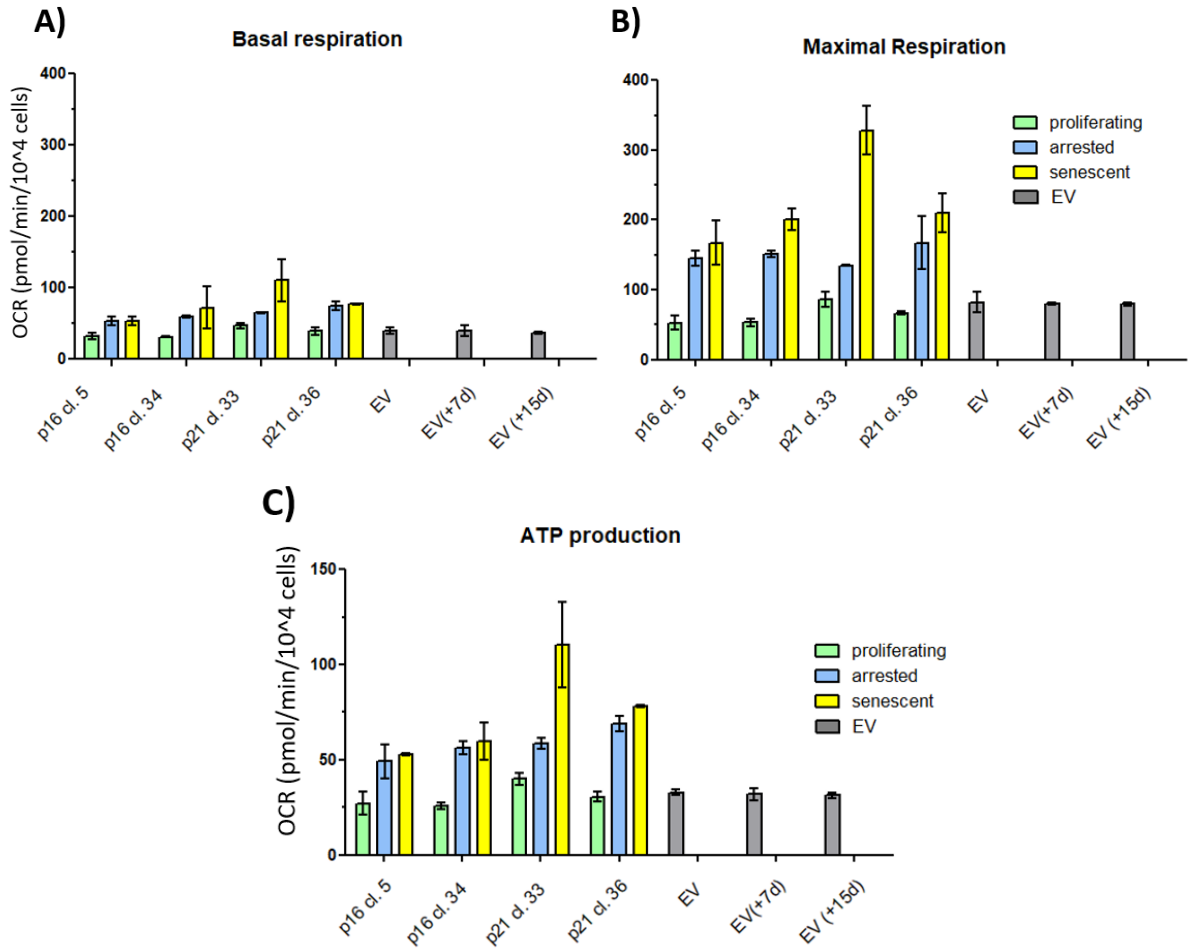 A)
Basal respiration
OCR (pmol/min/10^4 cells)
400
300
200
100
0
p16 cl. 5
p16 cl. 34
p21 cl. 33
p21 cl. 36
EV
EV(+7d)
EV (+15d)
B)
Maximal Respiration
400
300
200
100
0
proliferating
arrested
senescent
EV
p16 cl. 5
p16 cl. 34
p21 cl. 33
p21 cl. 36
EV
EV(+7d)
EV (+15d)
C)
ATP production
OCR (pmol/min/10^4 cells)
150
100
50
0
proliferating
arrested
senescent
EV
p16 cl. 5
p16 cl. 34
p21 cl. 33
p21 cl. 36
EV
EV(+7d)
EV (+15d)